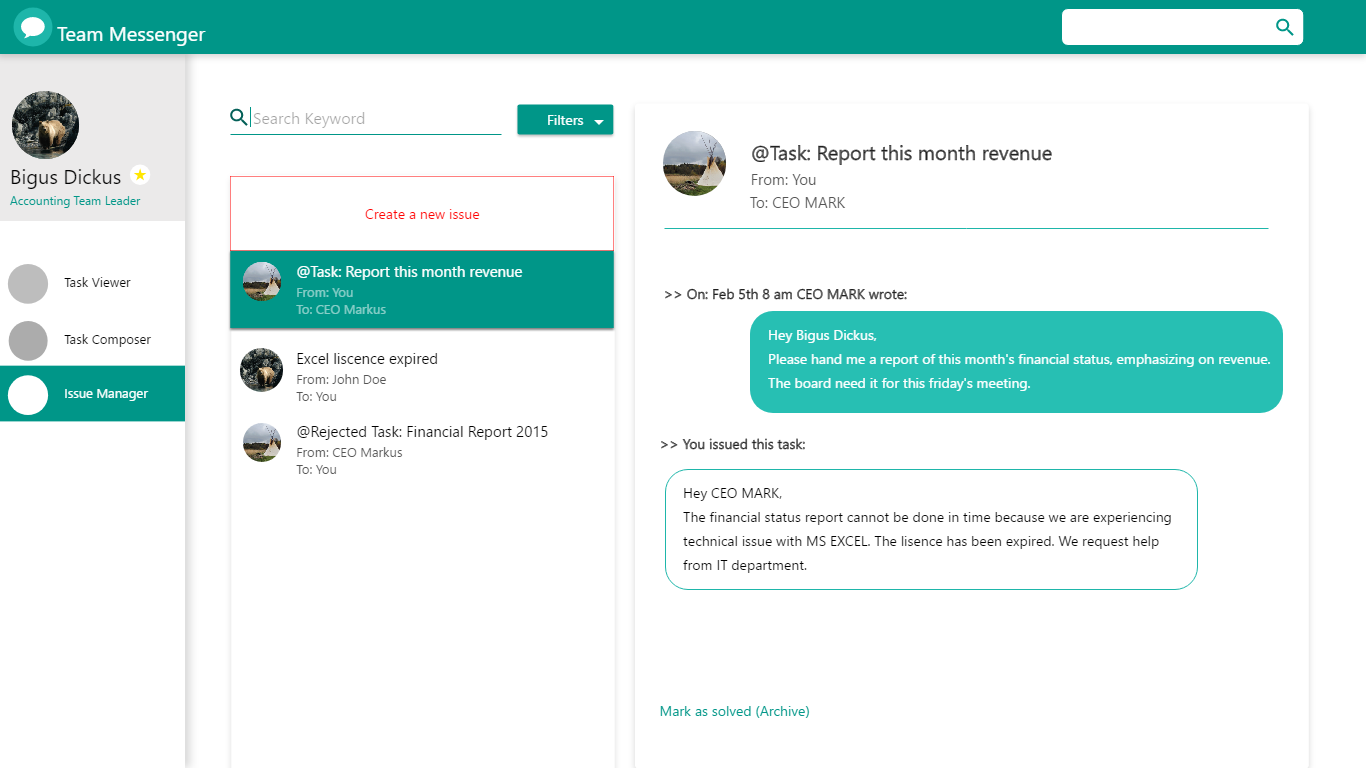 Team Messenger
Bigus Dickus
Accounting Team Leader
Task Viewer
Task Composer
Issue Manager
Search Keyword
Filters
Create a new issue
@Task: Report this month revenue
From: You
To: CEO Markus
Excel liscence expired
From: John Doe
To: You
@Rejected Task: Financial Report 2015
From: CEO Markus
To: You
@Task: Report this month revenue
From: You
To: CEO MARK
>> On: Feb 5th 8 am CEO MARK wrote:
Hey Bigus Dickus,
Please hand me a report of this month's financial status, emphasizing on revenue.
The board need it for this friday's meeting.
>> You issued this task:
Hey CEO MARK,
The financial status report cannot be done in time because we are experiencing
technical issue with MS EXCEL. The lisence has been expired. We request help
from IT department.
Mark as solved (Archive)